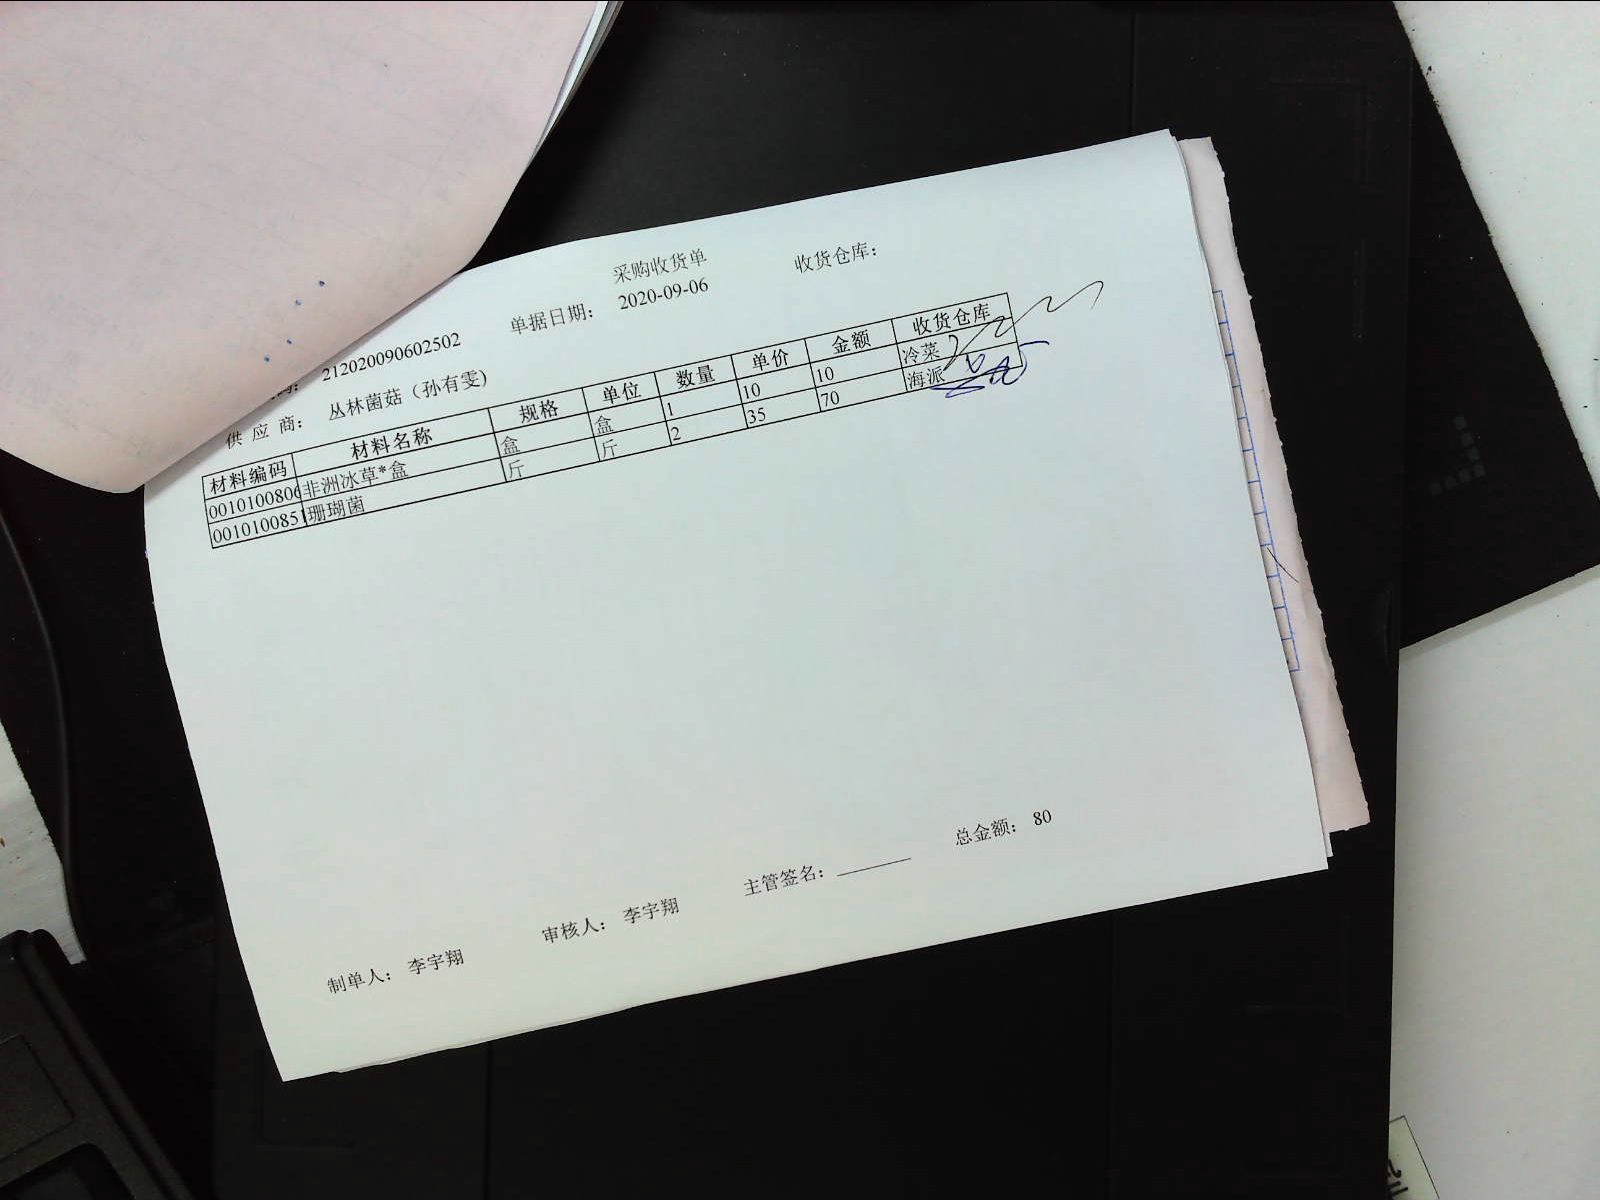 采购收货单
收货仓库：
单据日期： 2020-09-06
212020090602502
供 应 商： 丛林菌菇（孙有雯）
材料编码 材料名称 规格 单位 数量 单价 金额 收货仓库
0010100806 非洲冰草*盒 盒 盒 1 10 10 冷菜
0010100851 珊瑚菌 斤 斤 2 35 70 海派
制单人： 李宇翔 审核人： 李宇翔 主管签名： 总金额： 80